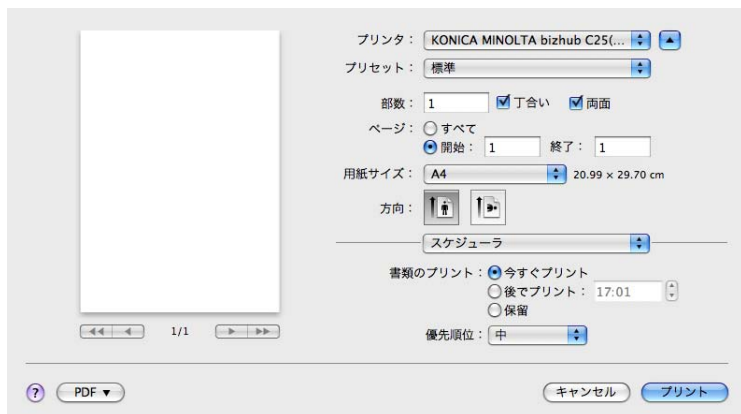 プリンタ： KONICA MINOLTA bizhub C25(...
プリセット： 標準
部数： 1 丁合い 両面
ページ： すべて
開始： 1 終了： 1
用紙サイズ： A4 20.99 × 29.70 cm
方向：
スケジューラ
書類のプリント： 今すぐプリント
後でプリント： 17:01
保留
1/1
優先順位： 中
? PDF キャンセル プリント